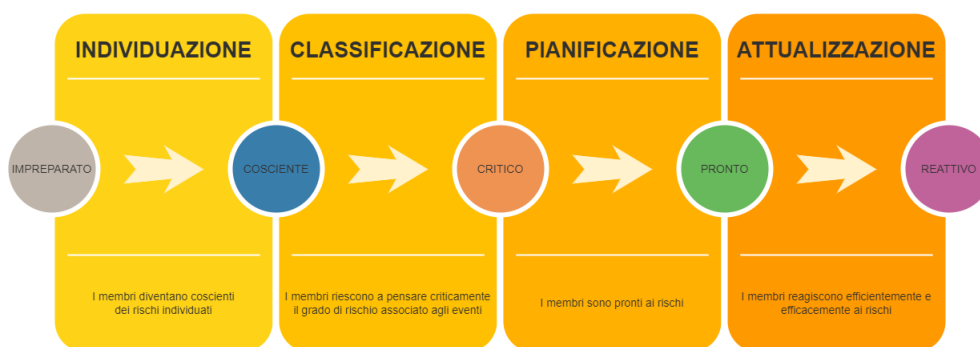 INDIVIDUAZIONE
CLASSIFICAZIONE
PIANIFICAZIONE
ATTUALIZZAZIONE
IMPREPARATO
COSCIENTE
CRITICO
PRONTO
REATTIVO
I membri diventano coscienti
dei rischi individuati
I membri riescono a pensare criticamente
il grado di rischio associato agli eventi
I membri sono pronti ai rischi
I membri reagiscono efficientemente e
efficacemente ai rischi